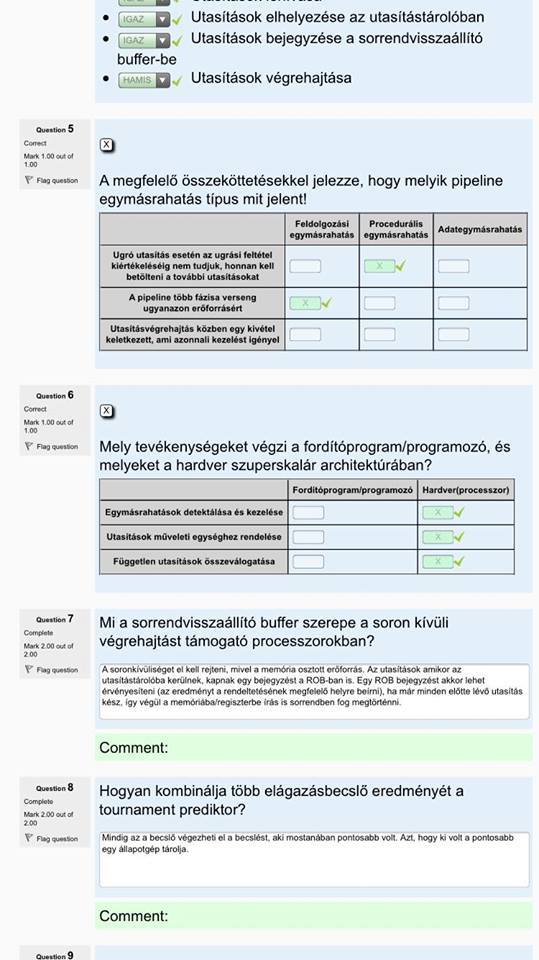 IGAZ
IGAZ Utasítások elhelyezése az utasítástárolóban
IGAZ Utasítások bejegyzése a sorrendvisszaállító
buffer-be
HAMIS Utasítások végrehajtása
Question 5
Correct
Mark 1.00 out of
1.00
Flag question
X
A megfelelő összeköttetésekkel jelezze, hogy melyik pipeline
egymásrahatás típus mit jelent!
Feldolgozási
egymásrahatás
Procedurális
egymásrahatás
Adategymásrahatás
Ugró utasítás esetén az ugrási feltétel
kiértékeléséig nem tudjuk, honnan kell
betölteni a további utasításokat
X
A pipeline több fázisa verseng
ugyanazon erőforrásért
X
Utasításvégrehajtás közben egy kivétel
keletkezett, ami azonnali kezelést igényel
Question 6
Correct
Mark 1.00 out of
1.00
Flag question
X
Mely tevékenységeket végzi a fordítóprogram/programozó, és
melyeket a hardver szuperskalár architektúrában?
Fordítóprogram/programozó Hardver(processzor)
Egymásrahatások detektálása és kezelése X
Utasítások műveleti egységhez rendelése X
Független utasítások összeválogatása X
Question 7
Complete
Mark 2.00 out of
2.00
Flag question
Mi a sorrendvisszaállító buffer szerepe a soron kívüli
végrehajtást támogató processzorokban?
A soronkívüliséget el kell rejteni, mivel a memória osztott erőforrás. Az utasítások amikor az
utasítástárolóba kerülnek, kapnak egy bejegyzést a ROB-ban is. Egy ROB bejegyzést akkor lehet
érvényesíteni (az eredményt a rendeltetésének megfelelő helyre beírni), ha már minden előtte lévő utasítás
kész, így végül a memóriába/regiszterbe írás is sorrendben fog megtörténni.
Comment:
Question 8
Complete
Mark 2.00 out of
2.00
Flag question
Hogyan kombinálja több elágazásbecslő eredményét a
tournament prediktor?
Mindig az a becslő végezheti el a becslést, aki mostanában pontosabb volt. Azt, hogy ki volt a pontosabb
egy állapotgép tárolja.
Comment:
Question 9